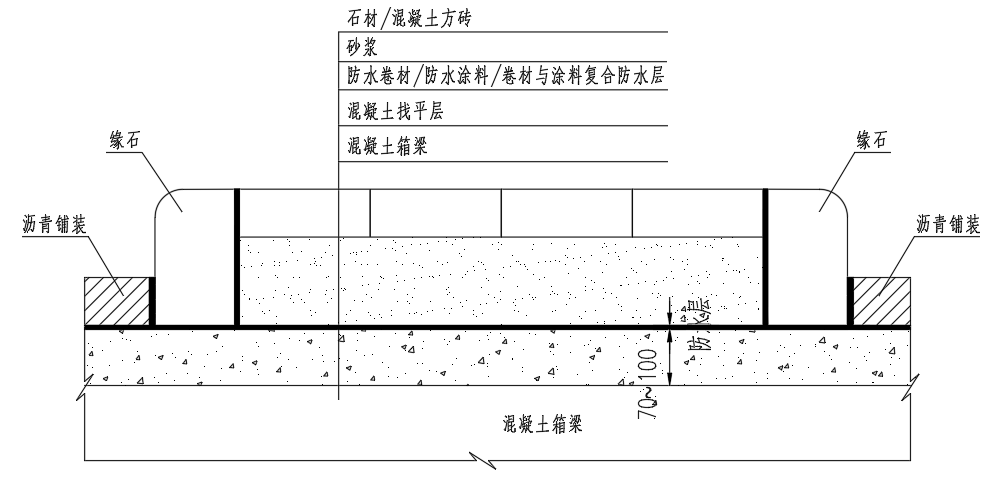 石材/混凝土方砖
砂浆
防水卷材/防水涂料/卷材与涂料复合防水层
混凝土找平层
混凝土箱梁
缘石
缘石
沥青铺装
沥青铺装
防水层
70~100
混凝土箱梁